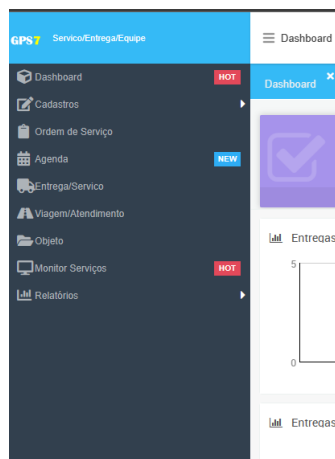 GPS7 Servico/Entrega/Equipe
Dashboard
Dashboard HOT
Dashboard ×
Cadastros
Ordem de Serviço
Agenda NEW
Entrega/Servico
Viagem/Atendimento
Objeto
Monitor Serviços HOT
Relatórios
Entregas
5
0
Entregas